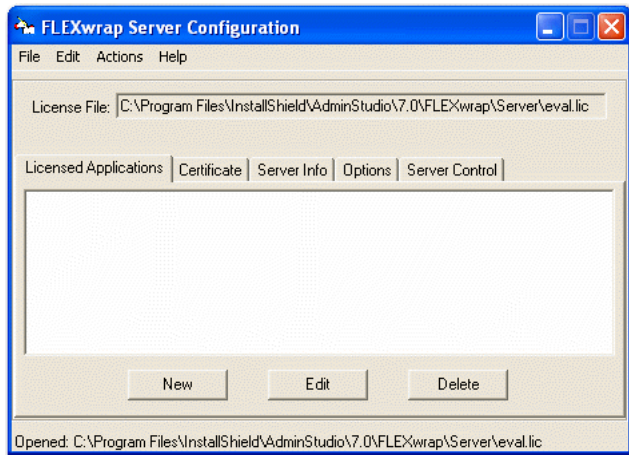 FLEXwrap Server Configuration
File Edit Actions Help
License File: C:\Program Files\InstallShield\AdminStudio\7.0\FLEXwrap\Server\eval.lic
Licensed Applications Certificate Server Info Options Server Control
New Edit Delete
Opened: C:\Program Files\InstallShield\AdminStudio\7.0\FLEXwrap\Server\eval.lic